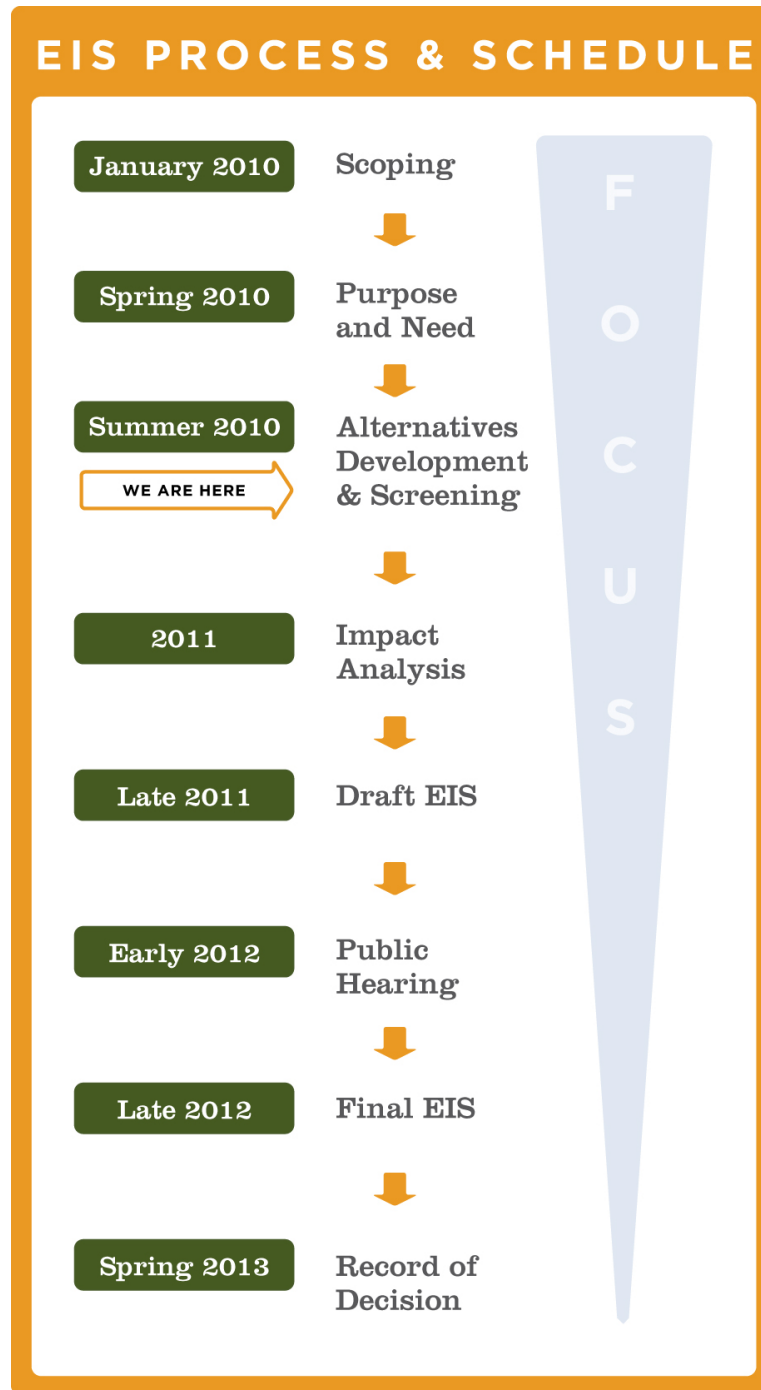 EIS PROCESS & SCHEDULE
January 2010
Scoping
Spring 2010
Purpose
and Need
Summer 2010
Alternatives
Development
& Screening
WE ARE HERE
2011
Impact
Analysis
Late 2011
Draft EIS
Early 2012
Public
Hearing
Late 2012
Final EIS
Spring 2013
Record of
Decision
F
O
C
U
S